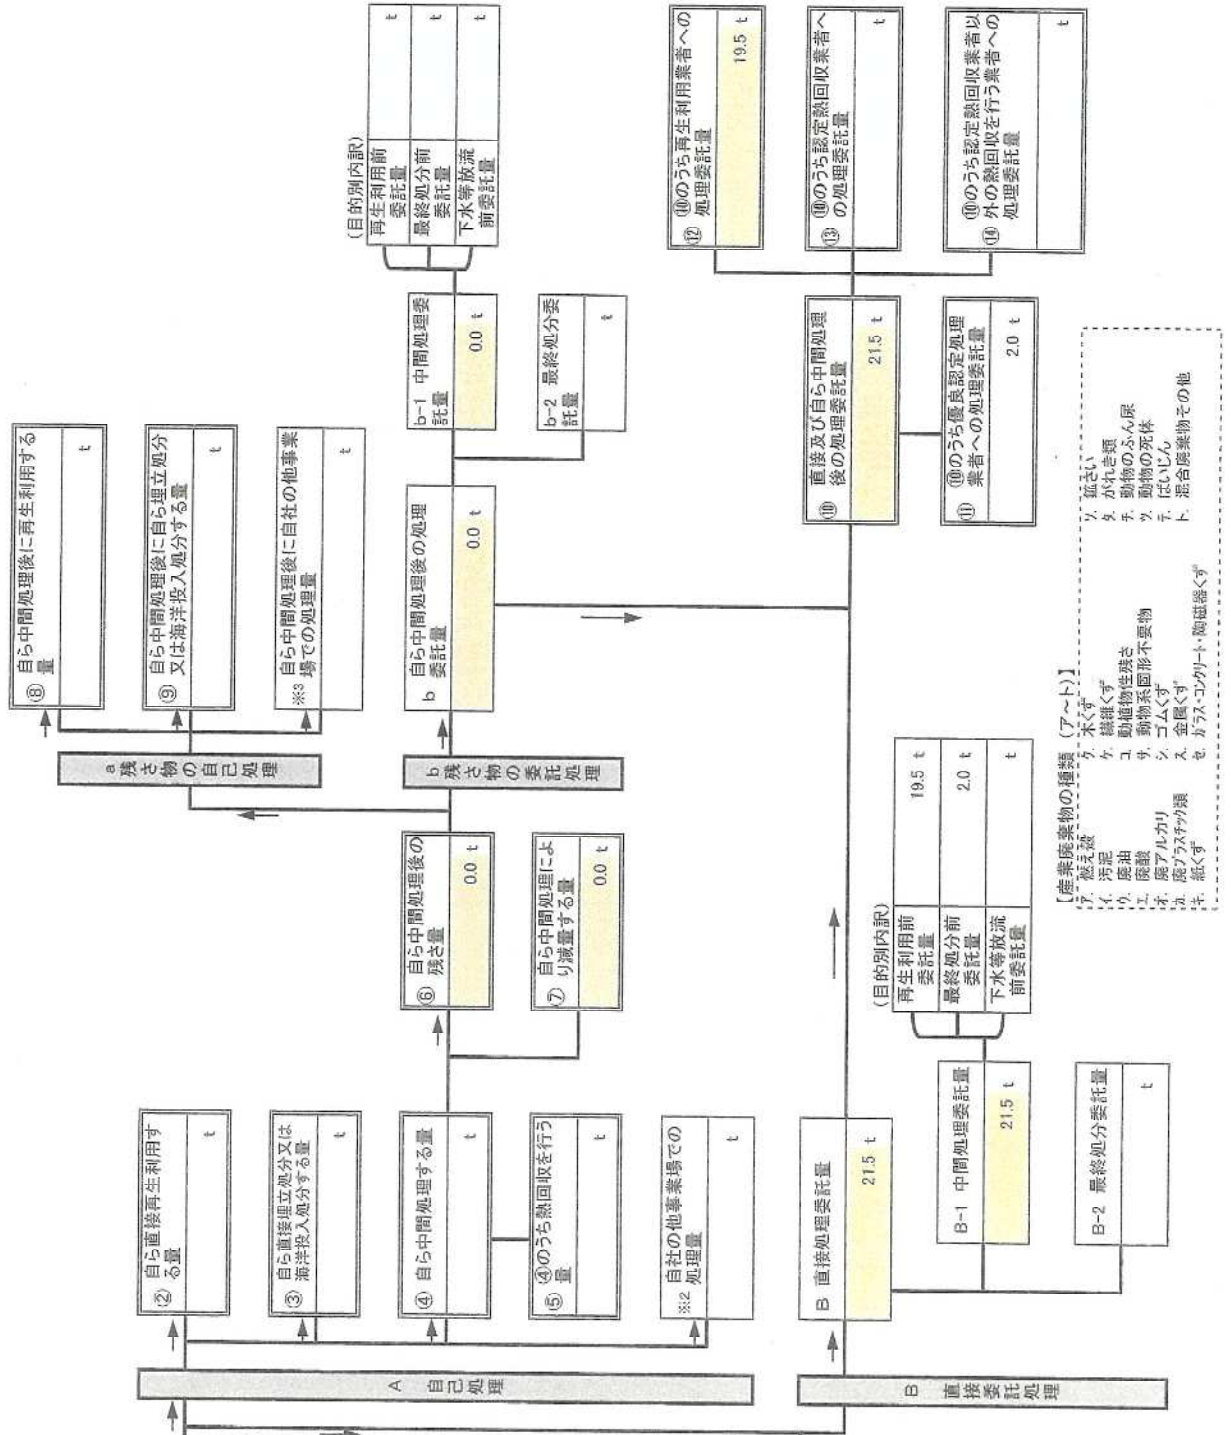 A 自己処理
② 自ら直接再生利用す
る量
t
③ 自ら直接埋立処分又は
海洋投入処分する量
t
④ 自ら中間処理する量
t
⑤ ④のうち熱回収を行う
量
t
※2 自社の他事業場での
処理量
t
⑥ 自ら中間処理後の
残さ量
0.0 t
⑦ 自ら中間処理によ
り減量する量
0.0 t
a 残さ物の自己処理
⑧ 自ら中間処理後に再生利用する
量
t
⑨ 自ら中間処理後に自ら埋立処分
又は海洋投入処分する量
t
※3 自ら中間処理後に自社の他事業
場での処理量
t
b 残さ物の委託処理
b 自ら中間処理後の処理
委託量
0.0 t
b-1 中間処理委
託量
0.0 t
b-2 最終処分委
託量
t
(目的別内訳)
再生利用前
委託量
t
最終処分前
委託量
t
下水等放流
前委託量
t
B 直接委託処理
B 直接処理委託量
21.5 t
B-1 中間処理委託量
21.5 t
B-2 最終処分委託量
t
(目的別内訳)
再生利用前
委託量
19.5 t
最終処分前
委託量
2.0 t
下水等放流
前委託量
t
⑩ 直接及び自ら中間処理
後の処理委託量
21.5 t
⑪ ⑩のうち優良認定処理
業者への処理委託量
2.0 t
⑫ ⑩のうち再生利用業者への
処理委託量
19.5 t
⑬ ⑩のうち認定熱回収業者へ
の処理委託量
t
⑭ ⑩のうち認定熱回収業者以
外の熱回収を行う業者への
処理委託量
t
【産業廃棄物の種類(ア~ト)】
ア. 燃え殻
イ. 汚泥
ウ. 廃油
エ. 廃酸
オ. 廃アルカリ
カ. 廃プラスチック類
キ. 紙くず
ク. 木くず
ケ. 繊維くず
コ. 動植物性残さ
サ. 動物系固形不要物
シ. ゴムくず
ス. 金属くず
セ. ガラス・コンクリート・陶磁器くず
ソ. 鉱さい
タ. がれき類
チ. 動物のふん尿
ツ. 動物の死体
テ. ばいじん
ト. 混合廃棄物その他